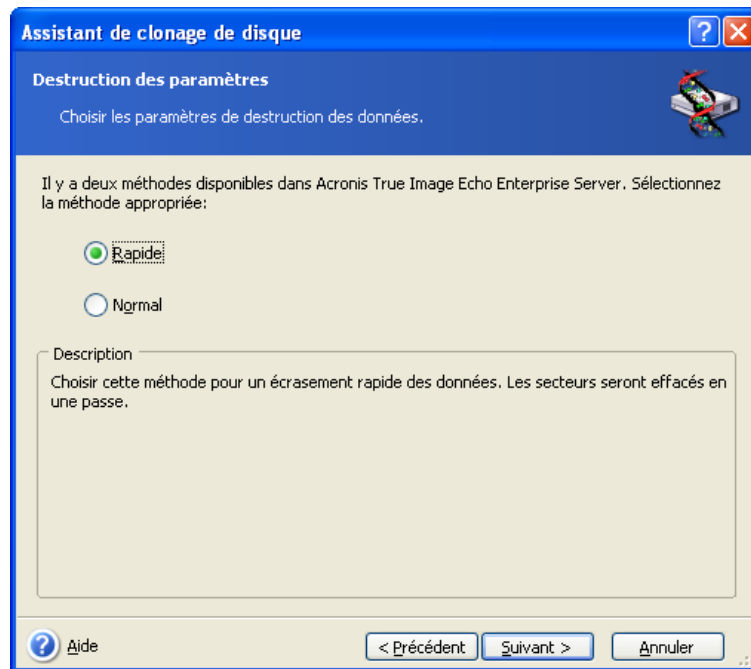 Assistant de clonage de disque
Destruction des paramètres
Choisir les paramètres de destruction des données.
Il y a deux méthodes disponibles dans Acronis True Image Echo Enterprise Server. Sélectionnez
la méthode appropriée:
Rapide
Normal
Description
Choisir cette méthode pour un écrasement rapide des données. Les secteurs seront effacés en
une passe.
Aide
< Précédent
Suivant >
Annuler